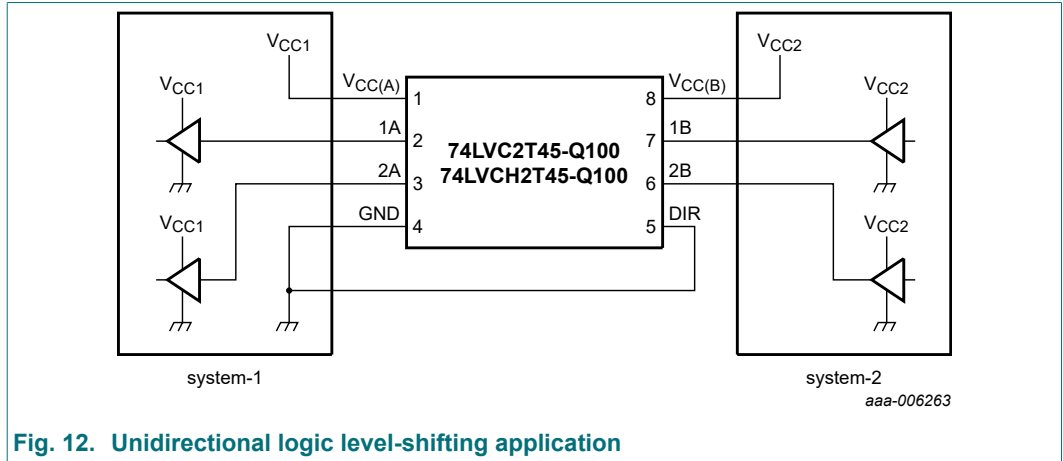 VCC1
VCC2
VCC1
VCC(A)
1
8
VCC(B)
VCC2
1A
2
7
1B
74LVC2T45-Q100
74LVCH2T45-Q100
2A
3
6
2B
GND
4
5
DIR
VCC1
VCC2
system-1
system-2
aaa-006263
Fig. 12. Unidirectional logic level-shifting application